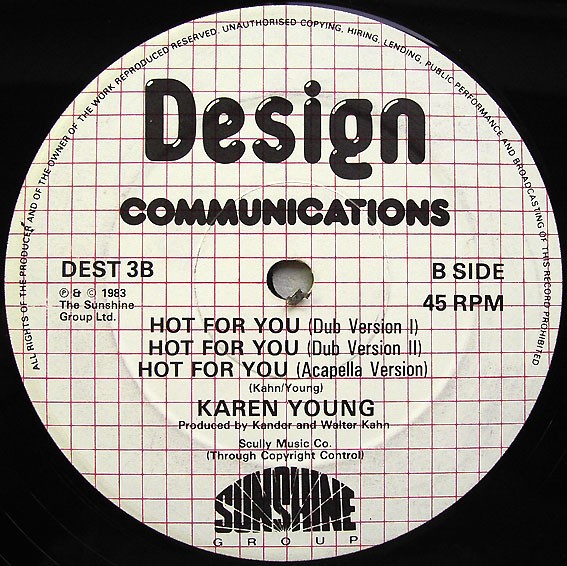 ALL RIGHTS OF THE PRODUCER AND OF THE OWNER OF THE WORK REPRODUCED RESERVED. UNAUTHORISED COPYING, HIRING, LENDING, PUBLIC PERFORMANCE AND BROADCASTING OF THIS RECORD PROHIBITED
Design
COMMUNICATIONS
DEST 3B
℗ & © 1983
The Sunshine
Group Ltd.
B SIDE
45 RPM
HOT FOR YOU (Dub Version I)
HOT FOR YOU (Dub Version II)
HOT FOR YOU (Acapella Version)
(Kahn/Young)
KAREN YOUNG
Produced by Kandor and Walter Kahn
Scully Music Co.
(Through Copyright Control)
SUNSHINE
GROUP